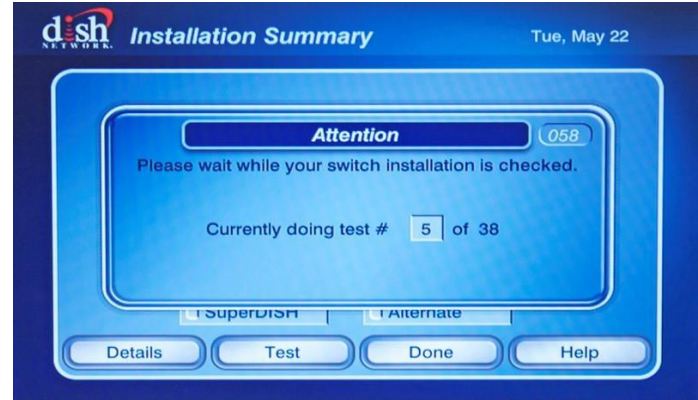 dish
NETWORK.
Installation Summary
Tue, May 22
Attention
058
Please wait while your switch installation is checked.
Currently doing test # 5 of 38
SuperDISH
Alternate
Details
Test
Done
Help